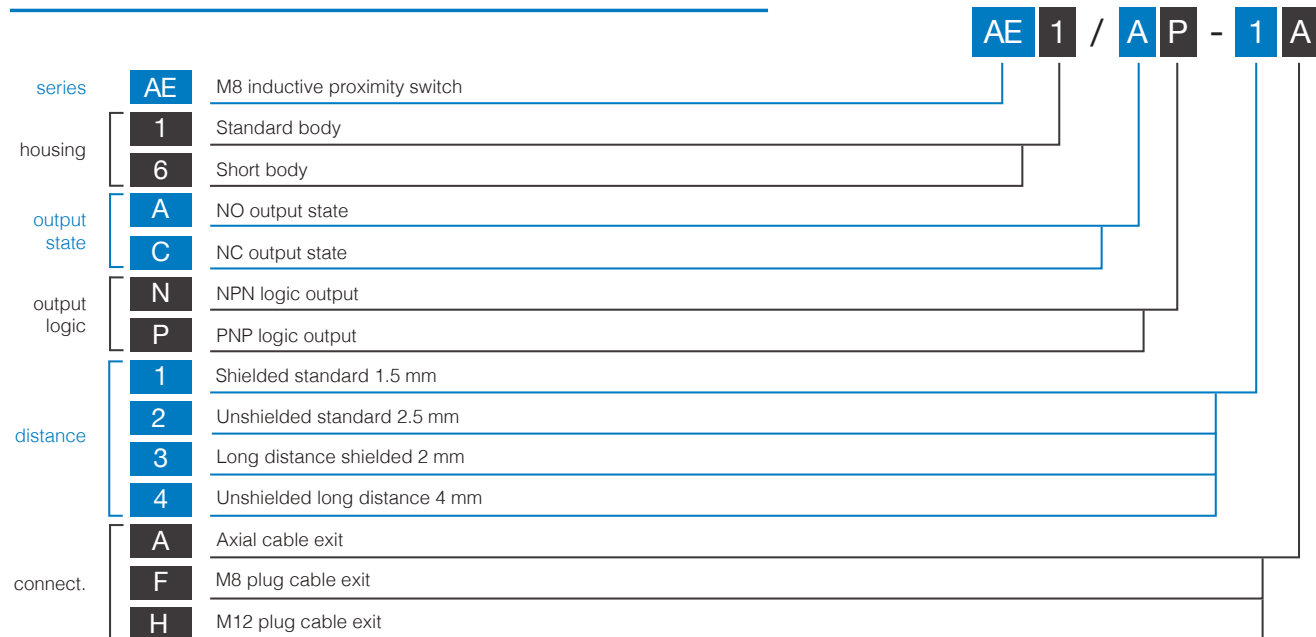 AE 1 / A P - 1 A
series AE M8 inductive proximity switch
housing
1 Standard body
6 Short body
output state
A NO output state
C NC output state
output logic
N NPN logic output
P PNP logic output
distance
1 Shielded standard 1.5 mm
2 Unshielded standard 2.5 mm
3 Long distance shielded 2 mm
4 Unshielded long distance 4 mm
connect.
A Axial cable exit
F M8 plug cable exit
H M12 plug cable exit